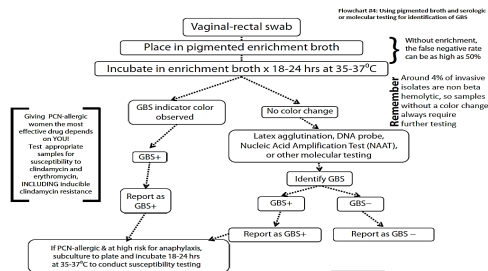 Flowchart #4: Using pigmented broth and serologic
or molecular testing for identification of GBS
Vaginal-rectal swab
Place in pigmented enrichment broth
Incubate in enrichment broth x 18-24 hrs at 35-37⁰C
Without enrichment,
the false negative rate
can be as high as 50%
Remember
Around 4% of invasive
isolates are non beta
hemolytic, so samples
without a color change
always require
further testing
Giving PCN-allergic
women the most
effective drug depends
on YOU!
Test appropriate
samples for
susceptibility to
clindamycin and
erythromycin,
INCLUDING inducible
clindamycin resistance
GBS indicator color
observed
No color change
GBS+
Latex agglutination, DNA probe,
Nucleic Acid Amplification Test (NAAT),
or other molecular testing
Identify GBS
Report as
GBS+
GBS+
GBS−
Report as GBS+
Report as GBS −
If PCN-allergic & at high risk for anaphylaxis,
subculture to plate and incubate 18-24 hrs
at 35-37⁰C to conduct susceptibility testing